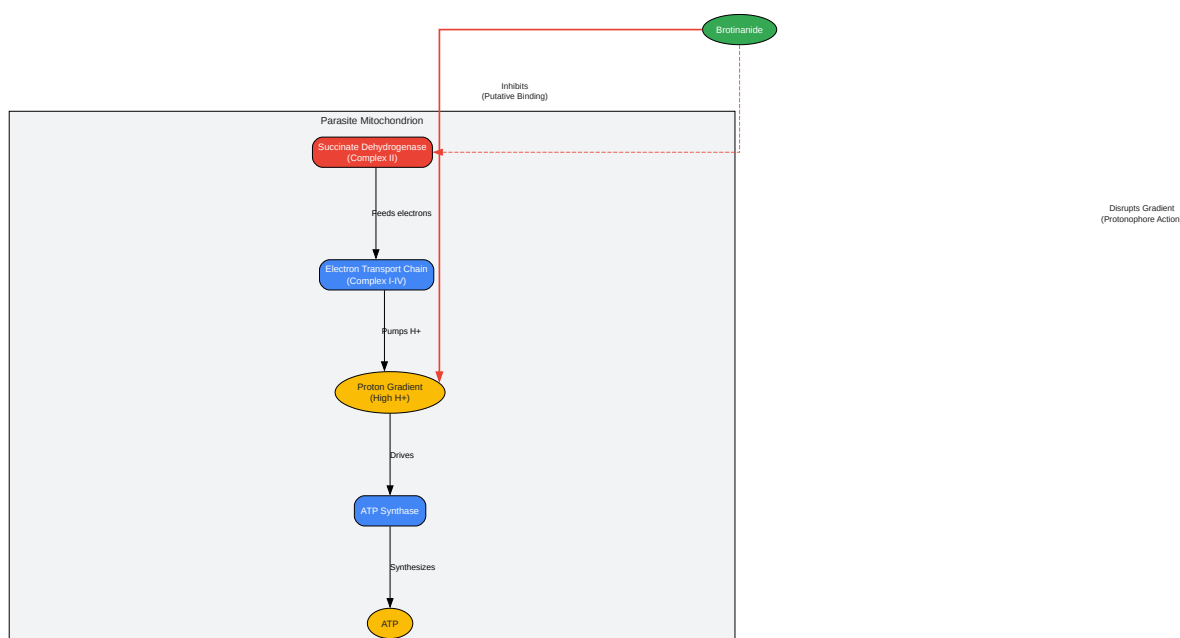 Brotinanide
Inhibits
(Putative Binding)
Parasite Mitochondrion
Succinate Dehydrogenase
(Complex II)
Disrupts Gradient
(Protonophore Action
Feeds electrons
Electron Transport Chain
(Complex I-IV)
Pumps H+
Proton Gradient
(High H+)
Drives
ATP Synthase
Synthesizes
ATP